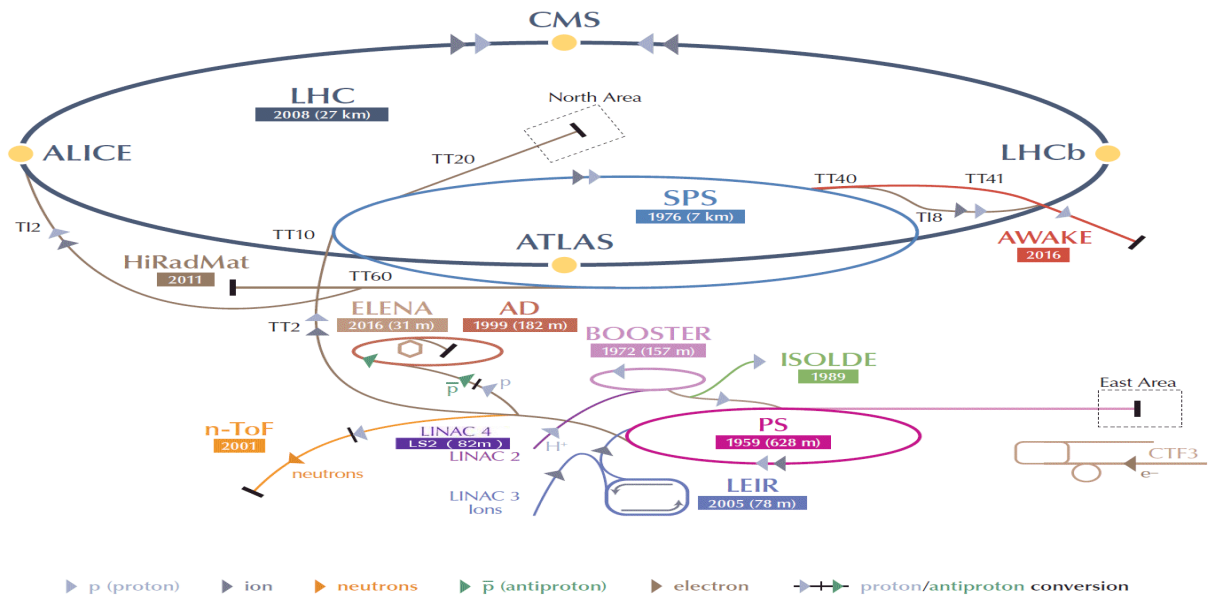 CMS
LHC
2008 (27 km)
North Area
ALICE
TT20
LHCb
TT40
TT41
SPS
1976 (7 km)
TI2
TT10
TI8
ATLAS
AWAKE
2016
HiRadMat
2011
TT60
TT2
ELENA
2016 (31 m)
AD
1999 (182 m)
BOOSTER
1972 (157 m)
ISOLDE
1989
p̅
p
East Area
n-ToF
2001
LINAC 4
LS2 ( 82m )
H⁺
LINAC 2
PS
1959 (628 m)
neutrons
CTF3
e–
LINAC 3
Ions
LEIR
2005 (78 m)
p (proton)
ion
neutrons
p̅ (antiproton)
electron
proton/antiproton conversion